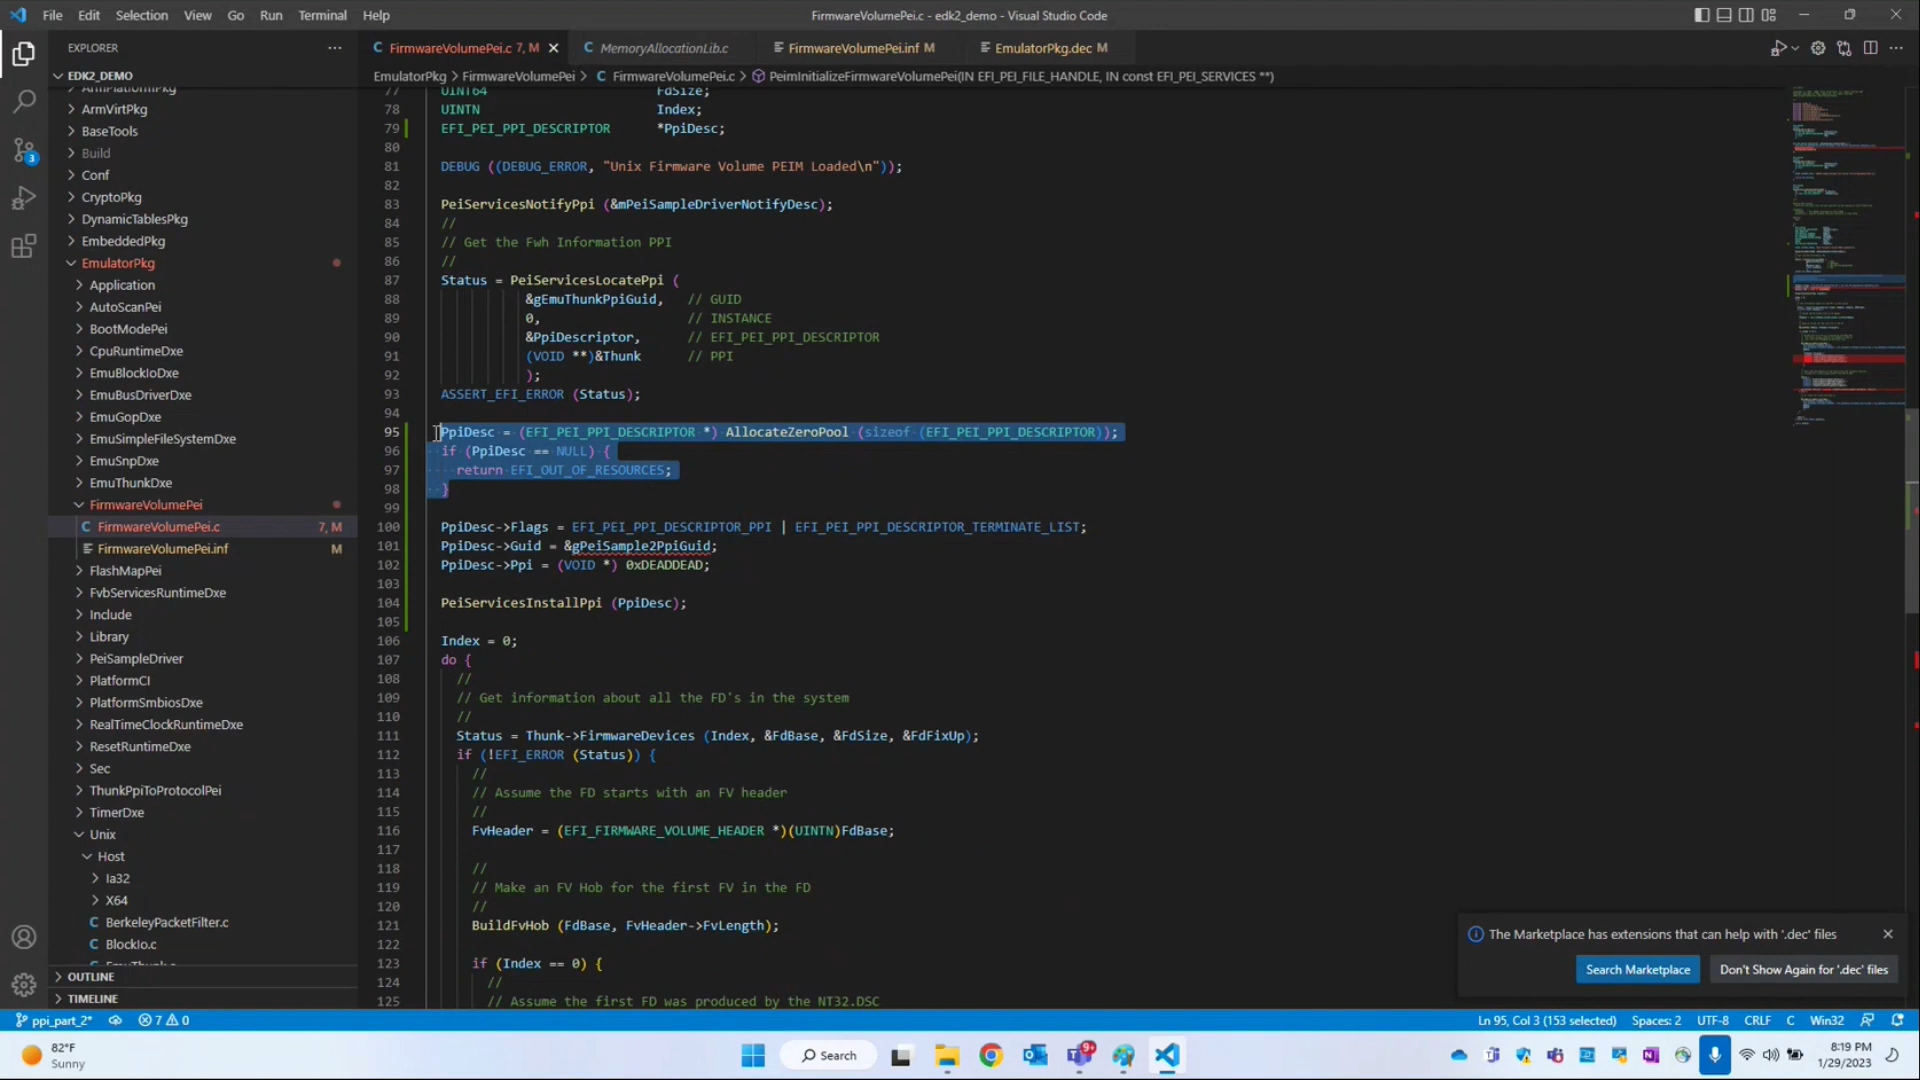 File Edit Selection View Go Run Terminal Help
FirmwareVolumePei.c - edk2_demo - Visual Studio Code
EXPLORER
EDK2_DEMO
ArmPlatformPkg
ArmVirtPkg
BaseTools
Build
Conf
CryptoPkg
DynamicTablesPkg
EmbeddedPkg
EmulatorPkg
Application
AutoScanPei
BootModePei
CpuRuntimeDxe
EmuBlockIoDxe
EmuBusDriverDxe
EmuGopDxe
EmuSimpleFileSystemDxe
EmuSnpDxe
EmuThunkDxe
FirmwareVolumePei
C FirmwareVolumePei.c 7, M
FirmwareVolumePei.inf M
FlashMapPei
FvbServicesRuntimeDxe
Include
Library
PeiSampleDriver
PlatformCI
PlatformSmbiosDxe
RealTimeClockRuntimeDxe
ResetRuntimeDxe
Sec
ThunkPpiToProtocolPei
TimerDxe
Unix
Host
Ia32
X64
C BerkeleyPacketFilter.c
C BlockIo.c
C EmuThunk.c
OUTLINE
TIMELINE
C FirmwareVolumePei.c 7, M
C MemoryAllocationLib.c
FirmwareVolumePei.inf M
EmulatorPkg.dec M
EmulatorPkg > FirmwareVolumePei > C FirmwareVolumePei.c > PeimInitializeFirmwareVolumePei(IN EFI_PEI_FILE_HANDLE, IN const EFI_PEI_SERVICES **)
77 UINT64 FdSize;
78 UINTN Index;
79 EFI_PEI_PPI_DESCRIPTOR *PpiDesc;
80
81 DEBUG ((DEBUG_ERROR, "Unix Firmware Volume PEIM Loaded\n"));
82
83 PeiServicesNotifyPpi (&mPeiSampleDriverNotifyDesc);
84 //
85 // Get the Fwh Information PPI
86 //
87 Status = PeiServicesLocatePpi (
88 &gEmuThunkPpiGuid, // GUID
89 0, // INSTANCE
90 &PpiDescriptor, // EFI_PEI_PPI_DESCRIPTOR
91 (VOID **)&Thunk // PPI
92 );
93 ASSERT_EFI_ERROR (Status);
94
95 PpiDesc = (EFI_PEI_PPI_DESCRIPTOR *) AllocateZeroPool (sizeof (EFI_PEI_PPI_DESCRIPTOR));
96 if (PpiDesc == NULL) {
97 return EFI_OUT_OF_RESOURCES;
98 }
99
100 PpiDesc->Flags = EFI_PEI_PPI_DESCRIPTOR_PPI | EFI_PEI_PPI_DESCRIPTOR_TERMINATE_LIST;
101 PpiDesc->Guid = &gPeiSample2PpiGuid;
102 PpiDesc->Ppi = (VOID *) 0xDEADDEAD;
103
104 PeiServicesInstallPpi (PpiDesc);
105
106 Index = 0;
107 do {
108 //
109 // Get information about all the FD's in the system
110 //
111 Status = Thunk->FirmwareDevices (Index, &FdBase, &FdSize, &FdFixUp);
112 if (!EFI_ERROR (Status)) {
113 //
114 // Assume the FD starts with an FV header
115 //
116 FvHeader = (EFI_FIRMWARE_VOLUME_HEADER *)(UINTN)FdBase;
117
118 //
119 // Make an FV Hob for the first FV in the FD
120 //
121 BuildFvHob (FdBase, FvHeader->FvLength);
122
123 if (Index == 0) {
124 //
125 // Assume the first FD was produced by the NT32.DSC
The Marketplace has extensions that can help with '.dec' files
Search Marketplace Don't Show Again for '.dec' files
3
ppi_part_2* 7 0
Ln 95, Col 3 (153 selected) Spaces: 2 UTF-8 CRLF C Win32
82°F
Sunny
Search
9+
8:19 PM
1/29/2023